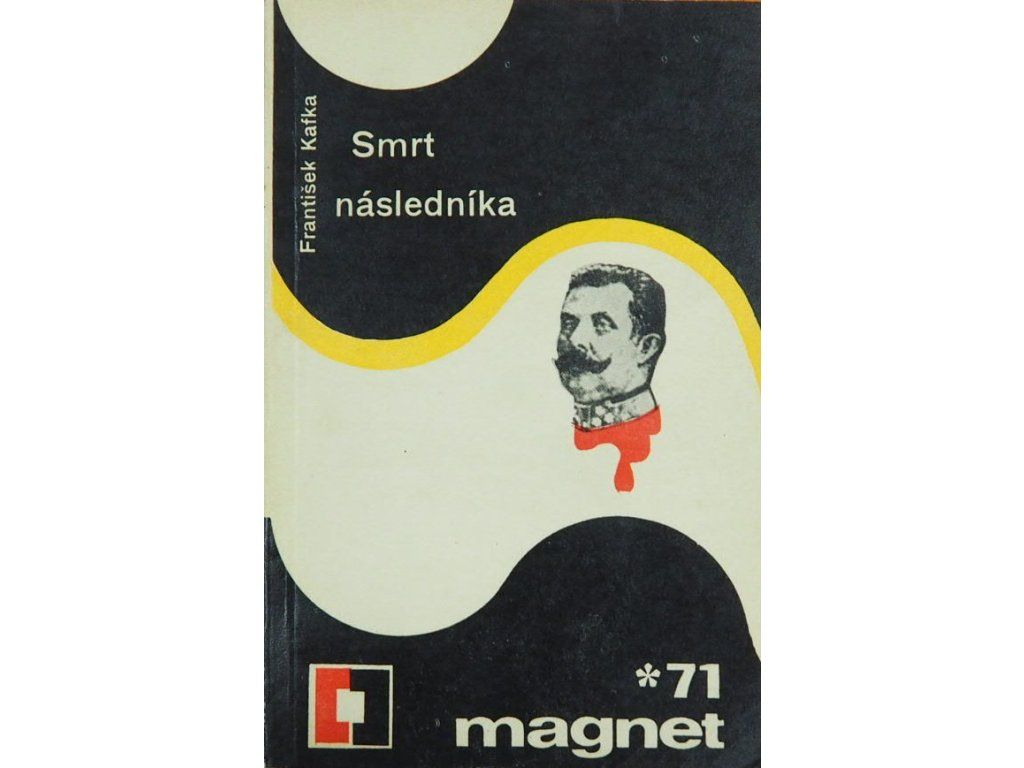 František Kafka
Smrt
následníka
*71
magnet